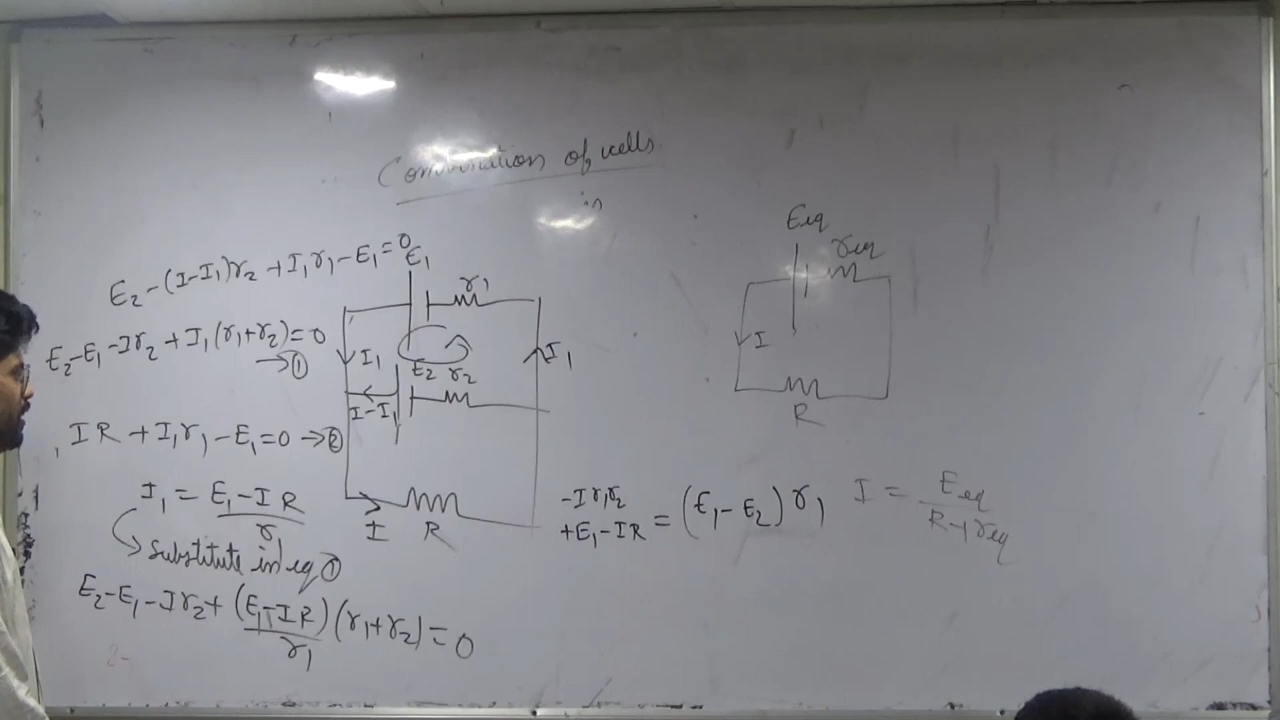 Combination of cells
in
E₂-(I-I₁)r₂+I₁r₁-E₁=0
E₂-E₁-Ir₂+I₁(r₁+r₂)=0
→①
IR+I₁r₁-E₁=0→②
I₁=(E₁-IR)/r₁
Substitute in eq ①
E₂-E₁-Ir₂+((E₁-IR)/r₁)(r₁+r₂)=0
E₁
r₁
I₁
I₁
E₂ r₂
I-I₁
I R
-Ir₁r₂
+E₁-IR=(E₁-E₂)r₁
Eeq
req
I
R
I=Eeq/(R+req)